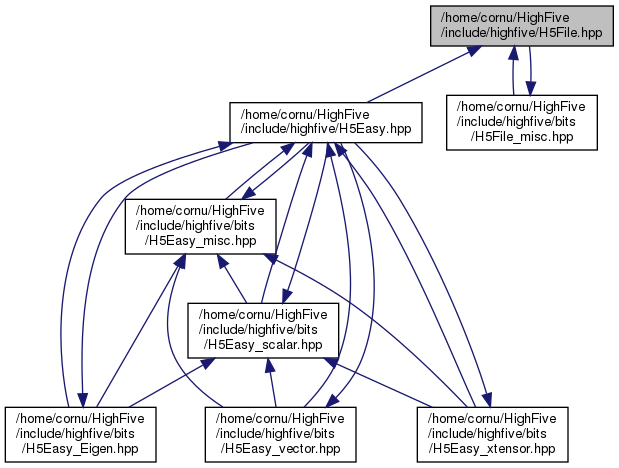 /home/cornu/HighFive
/include/highfive/H5File.hpp
/home/cornu/HighFive
/include/highfive/H5Easy.hpp
/home/cornu/HighFive
/include/highfive/bits
/H5File_misc.hpp
/home/cornu/HighFive
/include/highfive/bits
/H5Easy_misc.hpp
/home/cornu/HighFive
/include/highfive/bits
/H5Easy_scalar.hpp
/home/cornu/HighFive
/include/highfive/bits
/H5Easy_Eigen.hpp
/home/cornu/HighFive
/include/highfive/bits
/H5Easy_vector.hpp
/home/cornu/HighFive
/include/highfive/bits
/H5Easy_xtensor.hpp